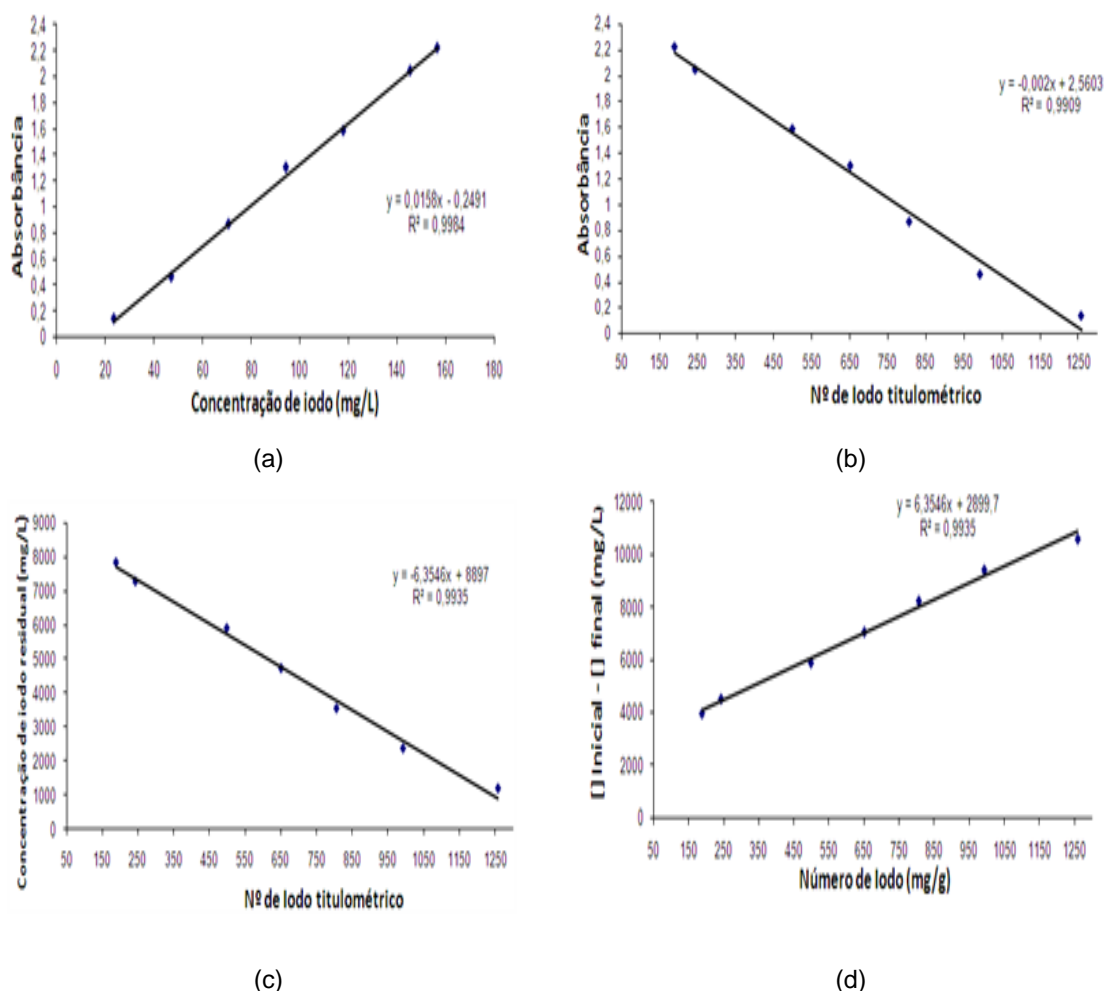 2,4
2,2
2
1,8
1,6
1,4
1,2
1
0,8
0,6
0,4
0,2
0
Absorbância
y = 0,0158x - 0,2491
R² = 0,9984
0 20 40 60 80 100 120 140 160 180
Concentração de iodo (mg/L)
(a)
2,4
2,2
2
1,8
1,6
1,4
1,2
1
0,8
0,6
0,4
0,2
0
Absorbância
y = -0,002x + 2,5603
R² = 0,9909
50 150 250 350 450 550 650 750 850 950 1050 1150 1250
Nº de Iodo titulométrico
(b)
9000
8000
7000
6000
5000
4000
3000
2000
1000
0
Concentração de iodo residual (mg/L)
y = -6,3546x + 8897
R² = 0,9935
50 150 250 350 450 550 650 750 850 950 1050 1150 1250
Nº de Iodo titulométrico
(c)
12000
10000
8000
6000
4000
2000
0
[] Inicial - [] final (mg/L)
y = 6,3546x + 2899,7
R² = 0,9935
50 150 250 350 450 550 650 750 850 950 1050 1150 1250
Número de Iodo (mg/g)
(d)